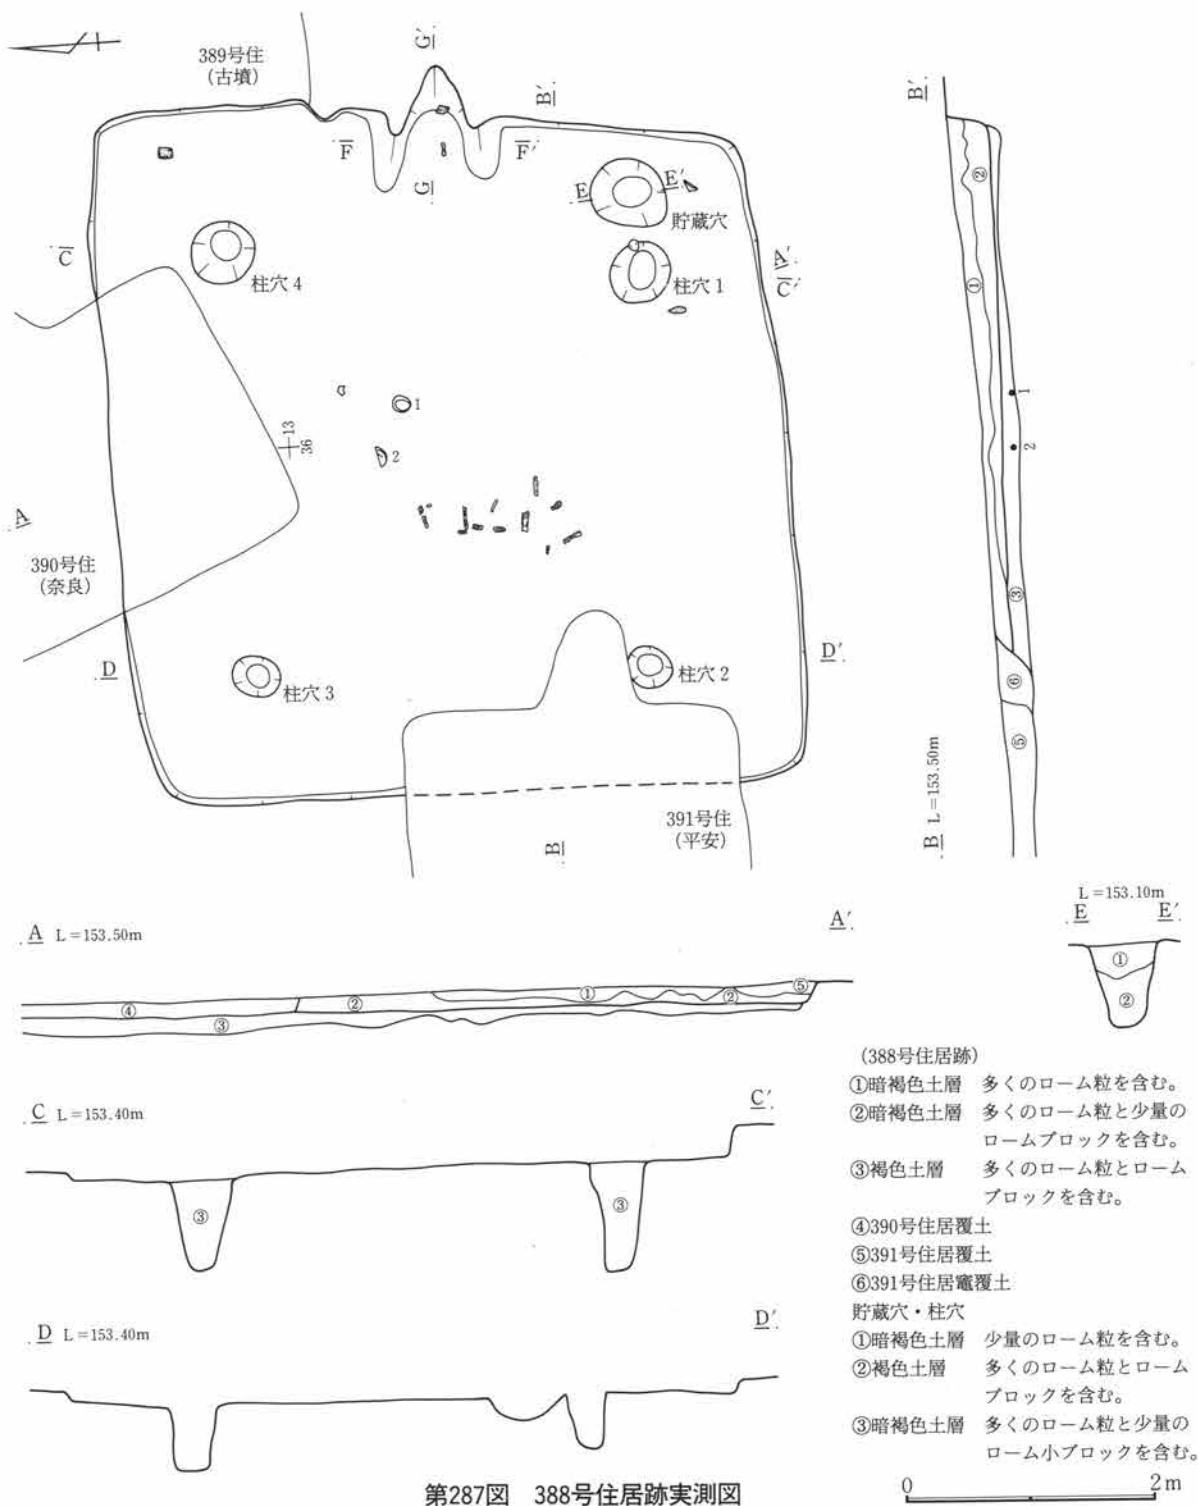 389号住
(古墳)
G'
B'
F
F'
G
E
E'
貯蔵穴
C
柱穴4
柱穴1
A'
C'
1
13
36
2
A
390号住
(奈良)
D
柱穴3
柱穴2
D'
391号住
(平安)
B
B'
②
①
1
2
③
⑥
⑤
B L=153.50m
A L=153.50m
A'
④
②
①
②
⑤
③
L=153.10m
E E'
①
②
C L=153.40m
C'
③
③
D L=153.40m
D'
(388号住居跡)
①暗褐色土層 多くのローム粒を含む。
②暗褐色土層 多くのローム粒と少量の
ロームブロックを含む。
③褐色土層 多くのローム粒とローム
ブロックを含む。
④390号住居覆土
⑤391号住居覆土
⑥391号住居竈覆土
貯蔵穴・柱穴
①暗褐色土層 少量のローム粒を含む。
②褐色土層 多くのローム粒とローム
ブロックを含む。
③暗褐色土層 多くのローム粒と少量の
ローム小ブロックを含む。
0 2m
第287図 388号住居跡実測図